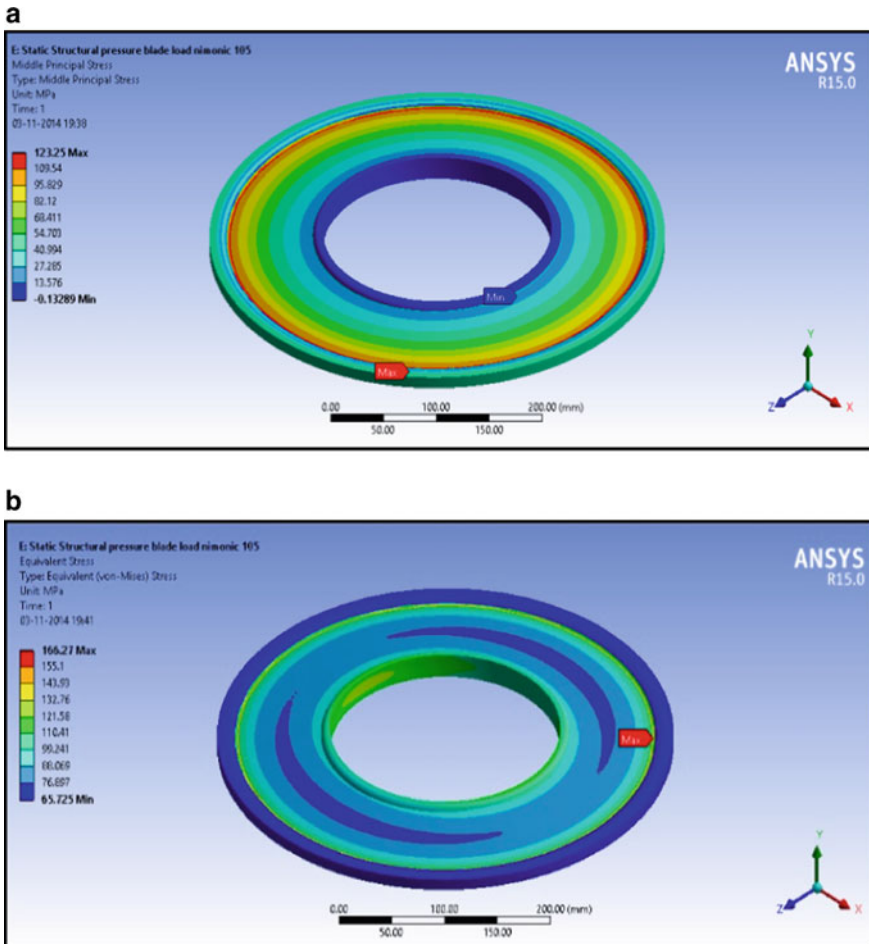 a
E: Static Structural pressure blade load nimonic 105
Middle Principal Stress
Type: Middle Principal Stress
Unit: MPa
Time: 1
03-11-2014 19:38
ANSYS
R15.0
123.25 Max
109.54
95.829
82.12
68.411
54.703
40.994
27.285
13.576
-0.13289 Min
Min
Max
Y
Z X
0.00 100.00 200.00 (mm)
50.00 150.00
b
E: Static Structural pressure blade load nimonic 105
Equivalent Stress
Type: Equivalent (von-Mises) Stress
Unit: MPa
Time: 1
03-11-2014 19:41
ANSYS
R15.0
166.27 Max
155.1
143.93
132.76
121.58
110.41
99.241
88.069
76.897
65.725 Min
Max
Y
Z X
0.00 100.00 200.00 (mm)
50.00 150.00